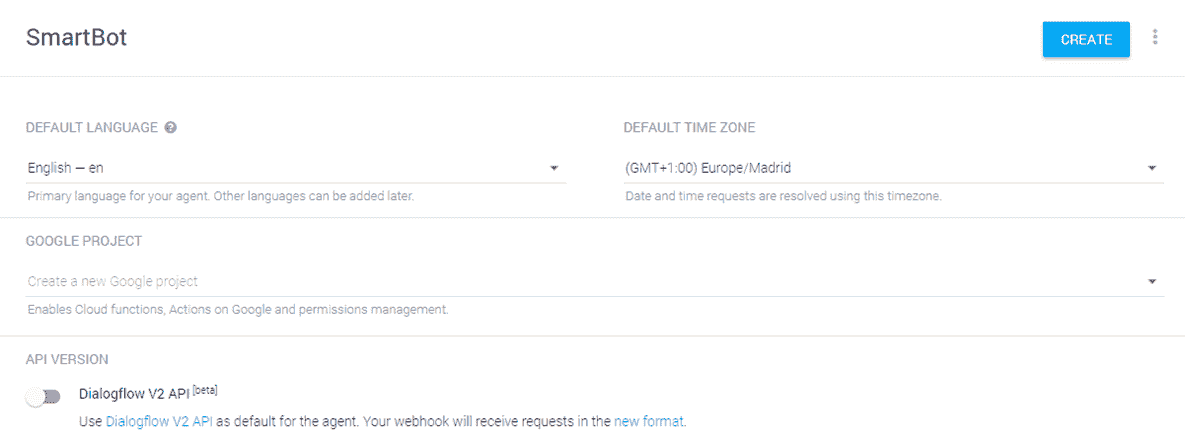 SmartBot
CREATE
DEFAULT LANGUAGE ?
DEFAULT TIME ZONE
English — en
(GMT+1:00) Europe/Madrid
Primary language for your agent. Other languages can be added later.
Date and time requests are resolved using this timezone.
GOOGLE PROJECT
Create a new Google project
Enables Cloud functions, Actions on Google and permissions management.
API VERSION
Dialogflow V2 API [beta]
Use Dialogflow V2 API as default for the agent. Your webhook will receive requests in the new format.